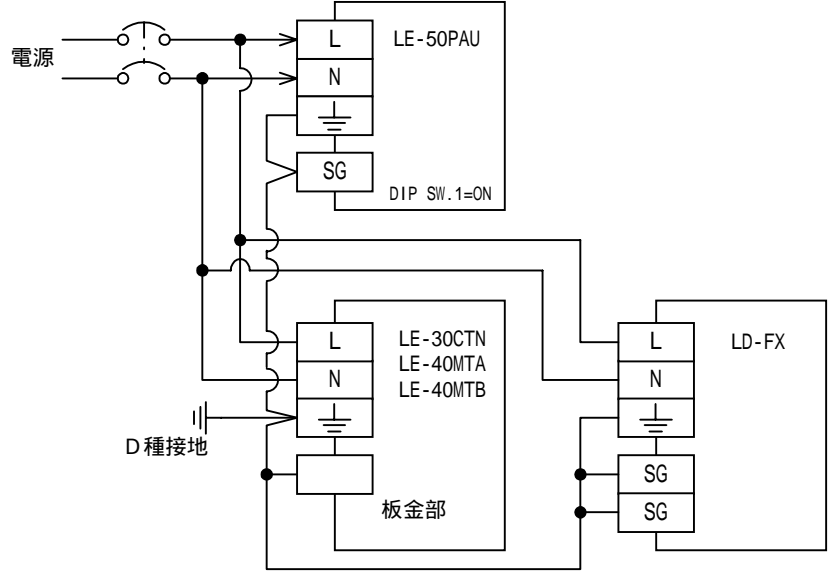 電源
L
N
SG
LE-50PAU
DIP SW.1=ON
L
N
LE-30CTN
LE-40MTA
LE-40MTB
D種接地
板金部
L
N
SG
SG
LD-FX